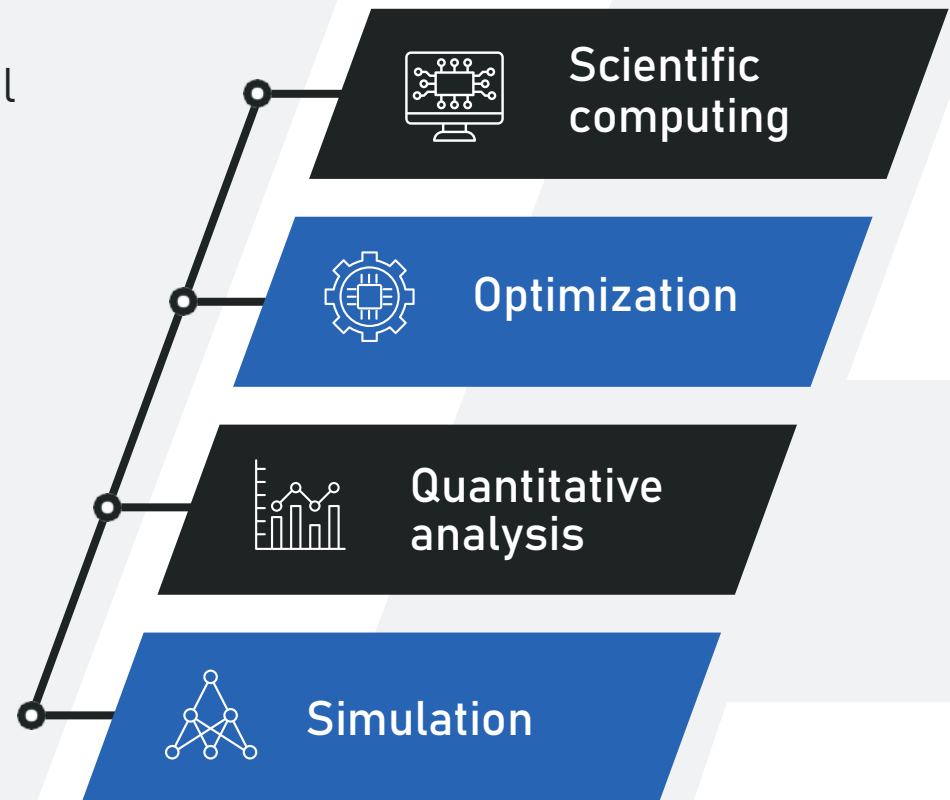 l
Scientific
computing
Optimization
Quantitative
analysis
Simulation